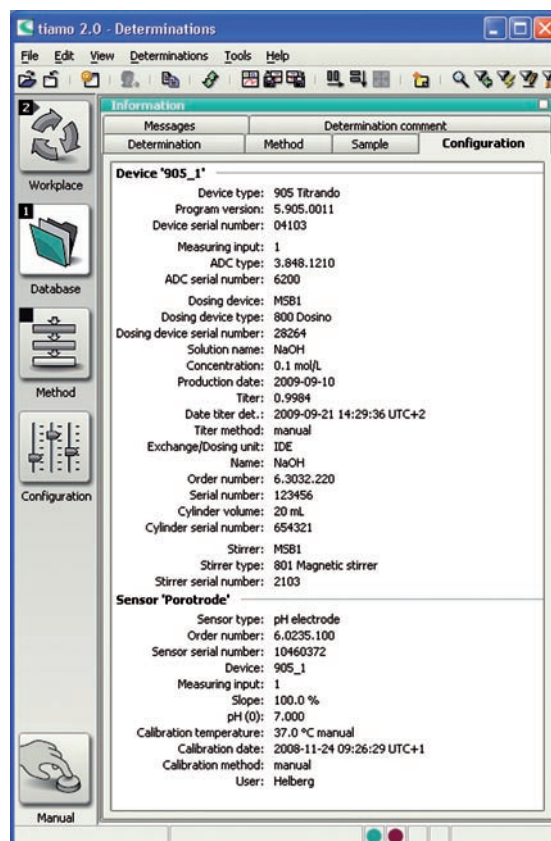 tiamo 2.0 - Determinations
File Edit View Determinations Tools Help
Information
Messages Determination comment
Determination Method Sample Configuration
2
Workplace
1
Database
Method
Configuration
Manual
Device '905_1'
Device type: 905 Titrando
Program version: 5.905.0011
Device serial number: 04103
Measuring input: 1
ADC type: 3.848.1210
ADC serial number: 6200
Dosing device: MSB1
Dosing device type: 800 Dosino
Dosing device serial number: 28264
Solution name: NaOH
Concentration: 0.1 mol/L
Production date: 2009-09-10
Titer: 0.9984
Date titer det.: 2009-09-21 14:29:36 UTC+2
Titer method: manual
Exchange/Dosing unit: IDE
Name: NaOH
Order number: 6.3032.220
Serial number: 123456
Cylinder volume: 20 mL
Cylinder serial number: 654321
Stirrer: MSB1
Stirrer type: 801 Magnetic stirrer
Stirrer serial number: 2103
Sensor 'Porotrode'
Sensor type: pH electrode
Order number: 6.0235.100
Sensor serial number: 10460372
Device: 905_1
Measuring input: 1
Slope: 100.0 %
pH (0): 7.000
Calibration temperature: 37.0 °C manual
Calibration date: 2008-11-24 09:26:29 UTC+1
Calibration method: manual
User: Helberg